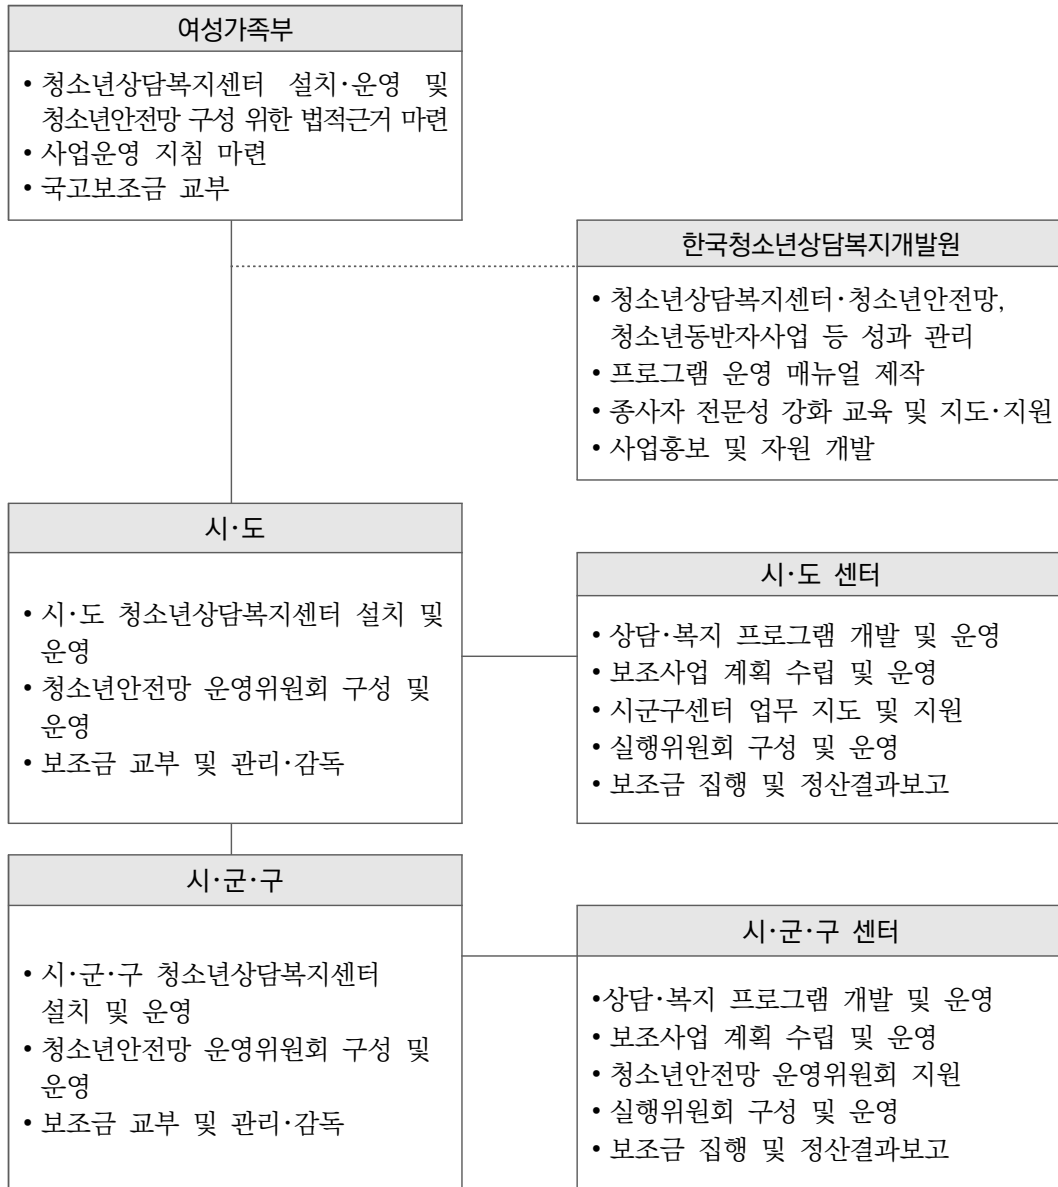 여성가족부
• 청소년상담복지센터 설치·운영 및
청소년안전망 구성 위한 법적근거 마련
• 사업운영 지침 마련
• 국고보조금 교부
한국청소년상담복지개발원
• 청소년상담복지센터·청소년안전망,
청소년동반자사업 등 성과 관리
• 프로그램 운영 매뉴얼 제작
• 종사자 전문성 강화 교육 및 지도·지원
• 사업홍보 및 자원 개발
시·도
• 시·도 청소년상담복지센터 설치 및
운영
• 청소년안전망 운영위원회 구성 및
운영
• 보조금 교부 및 관리·감독
시·도 센터
• 상담·복지 프로그램 개발 및 운영
• 보조사업 계획 수립 및 운영
• 시군구센터 업무 지도 및 지원
• 실행위원회 구성 및 운영
• 보조금 집행 및 정산결과보고
시·군·구
• 시·군·구 청소년상담복지센터
설치 및 운영
• 청소년안전망 운영위원회 구성 및
운영
• 보조금 교부 및 관리·감독
시·군·구 센터
•상담·복지 프로그램 개발 및 운영
• 보조사업 계획 수립 및 운영
• 청소년안전망 운영위원회 지원
• 실행위원회 구성 및 운영
• 보조금 집행 및 정산결과보고